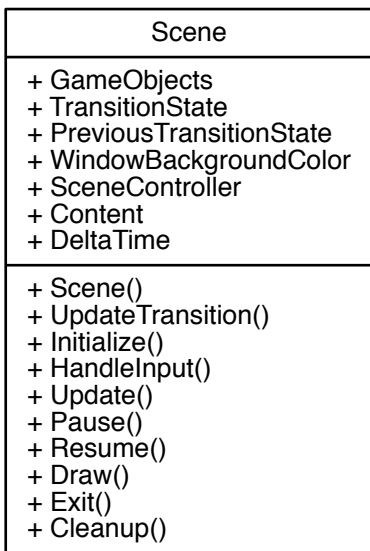 Scene
+ GameObjects
+ TransitionState
+ PreviousTransitionState
+ WindowBackgroundColor
+ SceneController
+ Content
+ DeltaTime
+ Scene()
+ UpdateTransition()
+ Initialize()
+ HandleInput()
+ Update()
+ Pause()
+ Resume()
+ Draw()
+ Exit()
+ Cleanup()